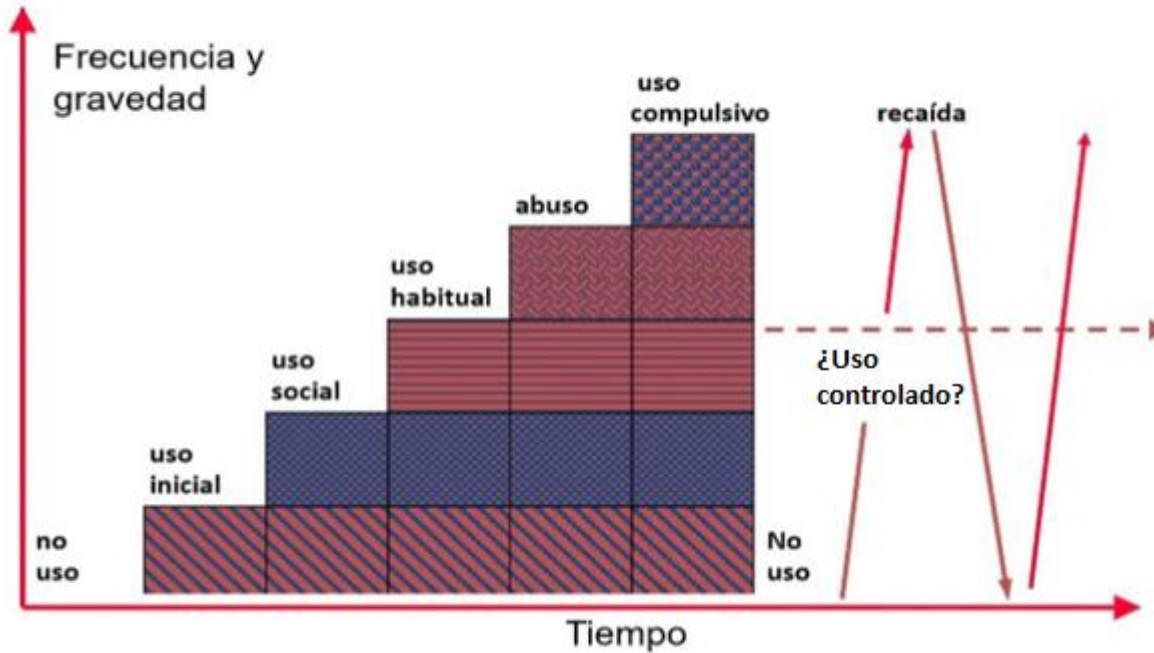 Frecuencia y
gravedad
uso
compulsivo
recaída
abuso
uso
habitual
¿Uso
controlado?
uso
social
uso
inicial
no
uso
No
uso
Tiempo